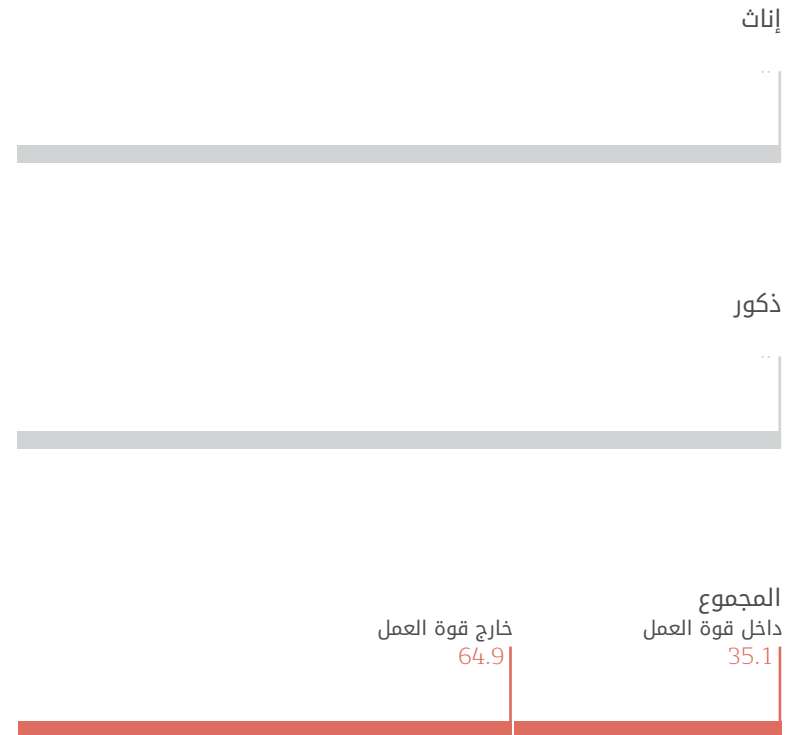 إناث
..
ذكور
..
المجموع
داخل قوة العمل خارج قوة العمل
35.1 64.9